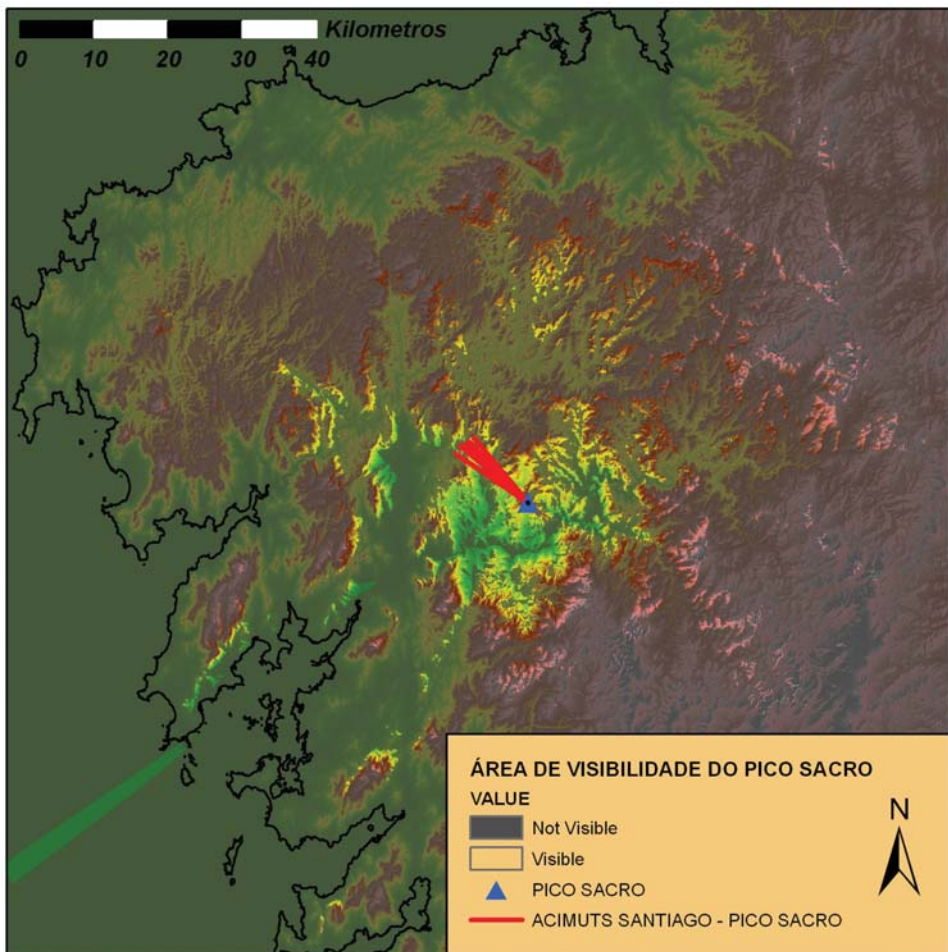 Kilometros
0 10 20 30 40
ÁREA DE VISIBILIDADE DO PICO SACRO
VALUE
N
Not Visible
Visible
PICO SACRO
ACIMUTS SANTIAGO - PICO SACRO